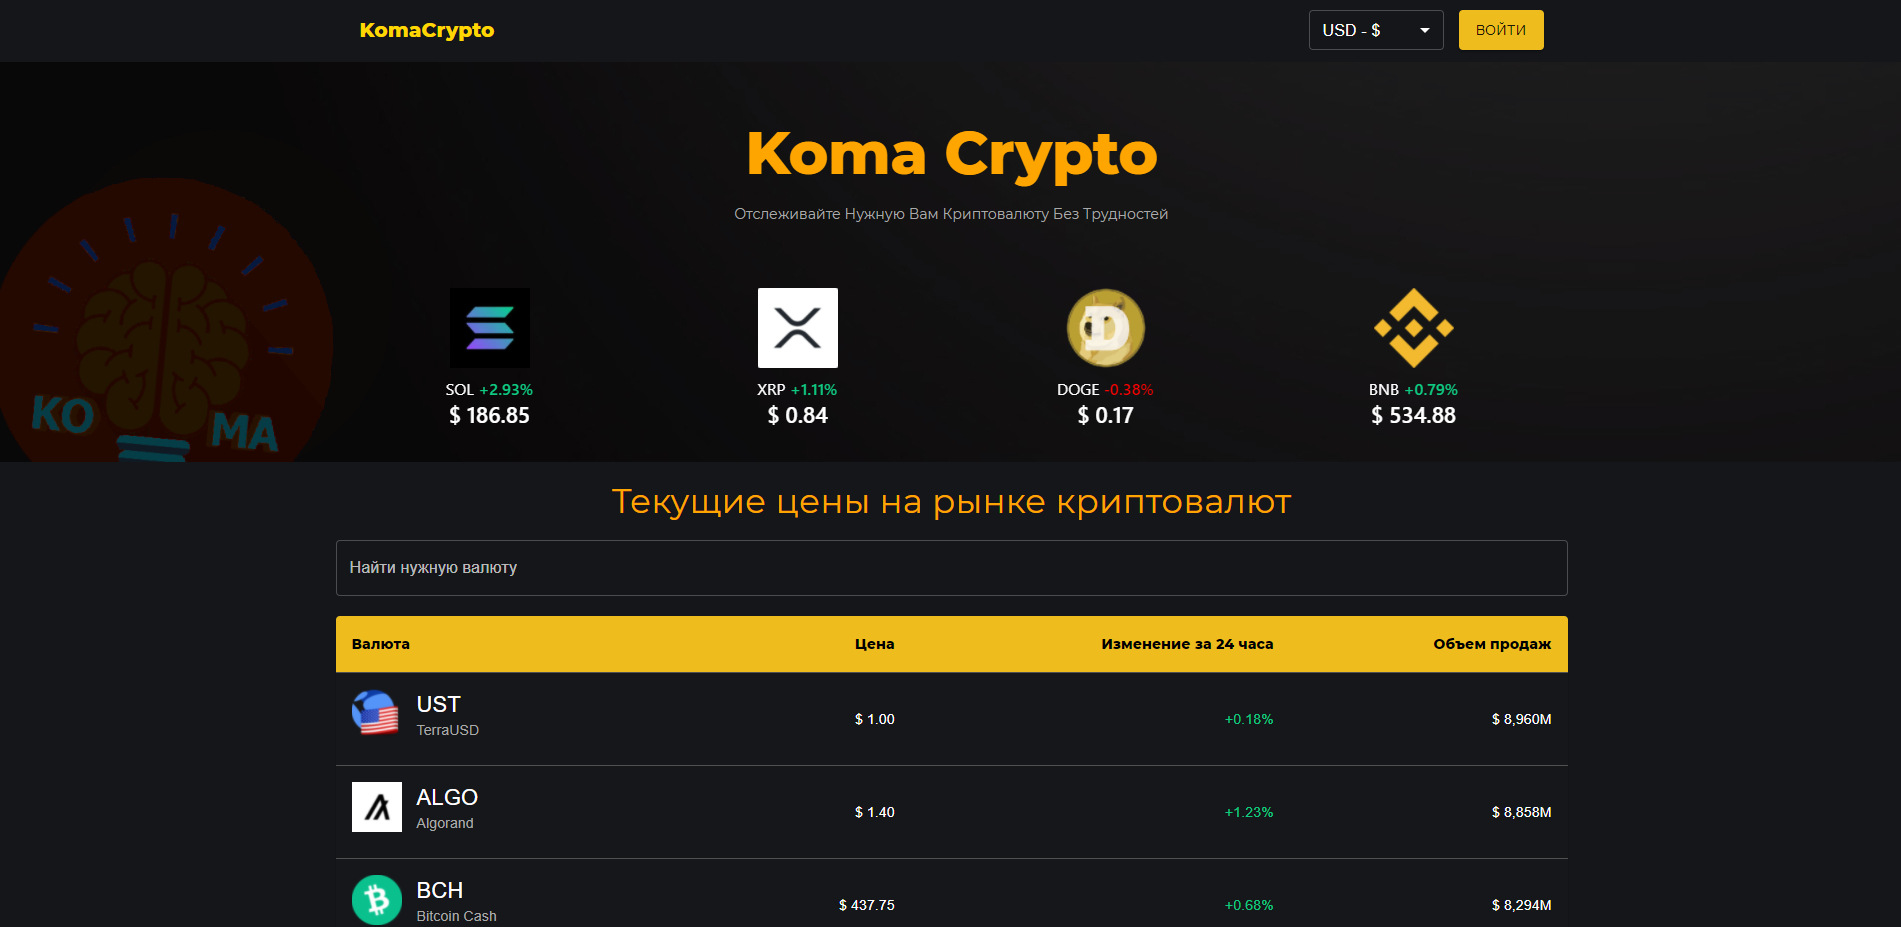 KomaCrypto
USD - $
ВОЙТИ
Koma Crypto
Отслеживайте Нужную Вам Криптовалюту Без Трудностей
KO MA
SOL +2.93%
$ 186.85
XRP +1.11%
$ 0.84
D
DOGE -0.38%
$ 0.17
BNB +0.79%
$ 534.88
Текущие цены на рынке криптовалют
Найти нужную валюту
Валюта Цена Изменение за 24 часа Объем продаж
UST
TerraUSD
$ 1.00 +0.18% $ 8,960M
ALGO
Algorand
$ 1.40 +1.23% $ 8,858M
BCH
Bitcoin Cash
$ 437.75 +0.68% $ 8,294M